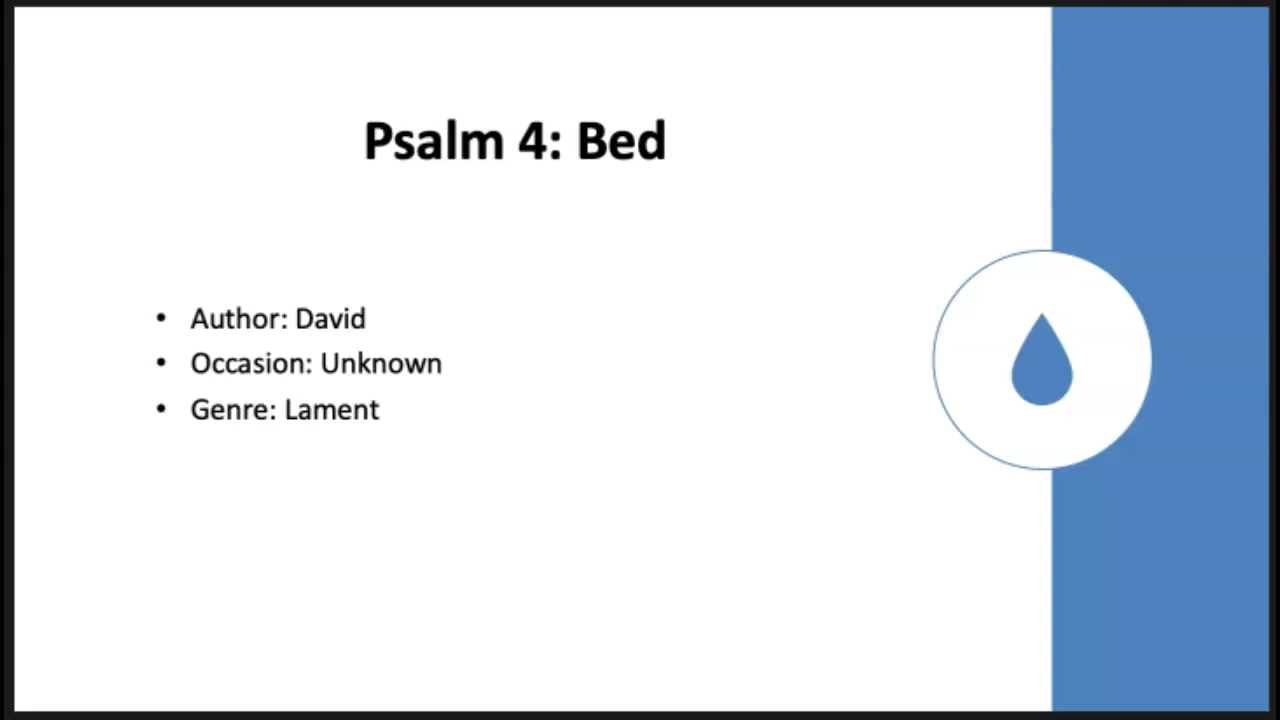 Psalm 4: Bed
• Author: David
• Occasion: Unknown
• Genre: Lament